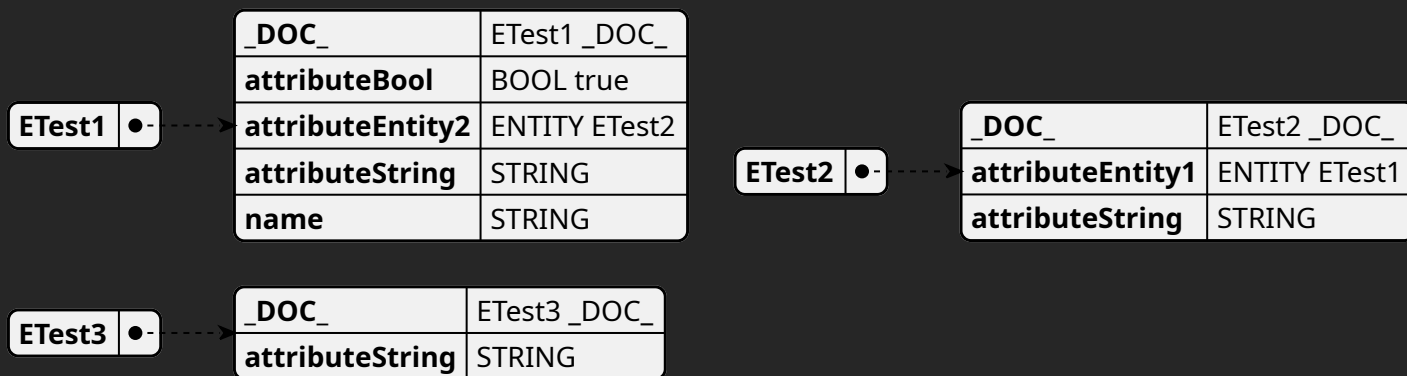 ETest1
_DOC_ ETest1 _DOC_
attributeBool BOOL true
attributeEntity2 ENTITY ETest2
attributeString STRING
name STRING
ETest2
_DOC_ ETest2 _DOC_
attributeEntity1 ENTITY ETest1
attributeString STRING
ETest3
_DOC_ ETest3 _DOC_
attributeString STRING